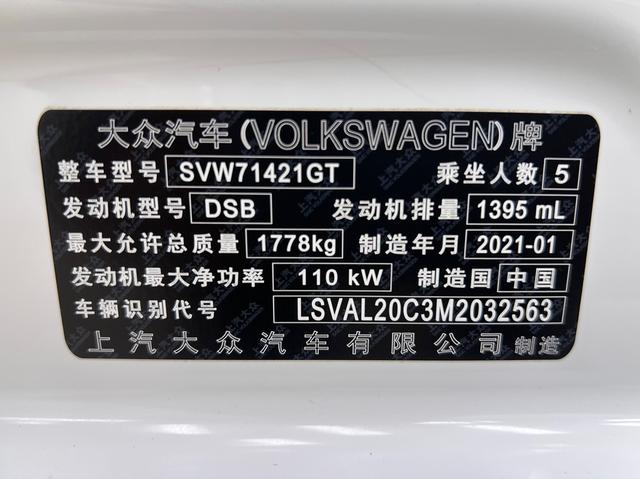 大众汽车(VOLKSWAGEN)牌
整车型号 SVW71421GT 乘坐人数 5
发动机型号 DSB 发动机排量 1395 mL
最大允许总质量 1778kg 制造年月 2021-01
发动机最大净功率 110 kW 制造国 中国
车辆识别代号 LSVAL20C3M2032563
上汽大众汽车有限公司 制造